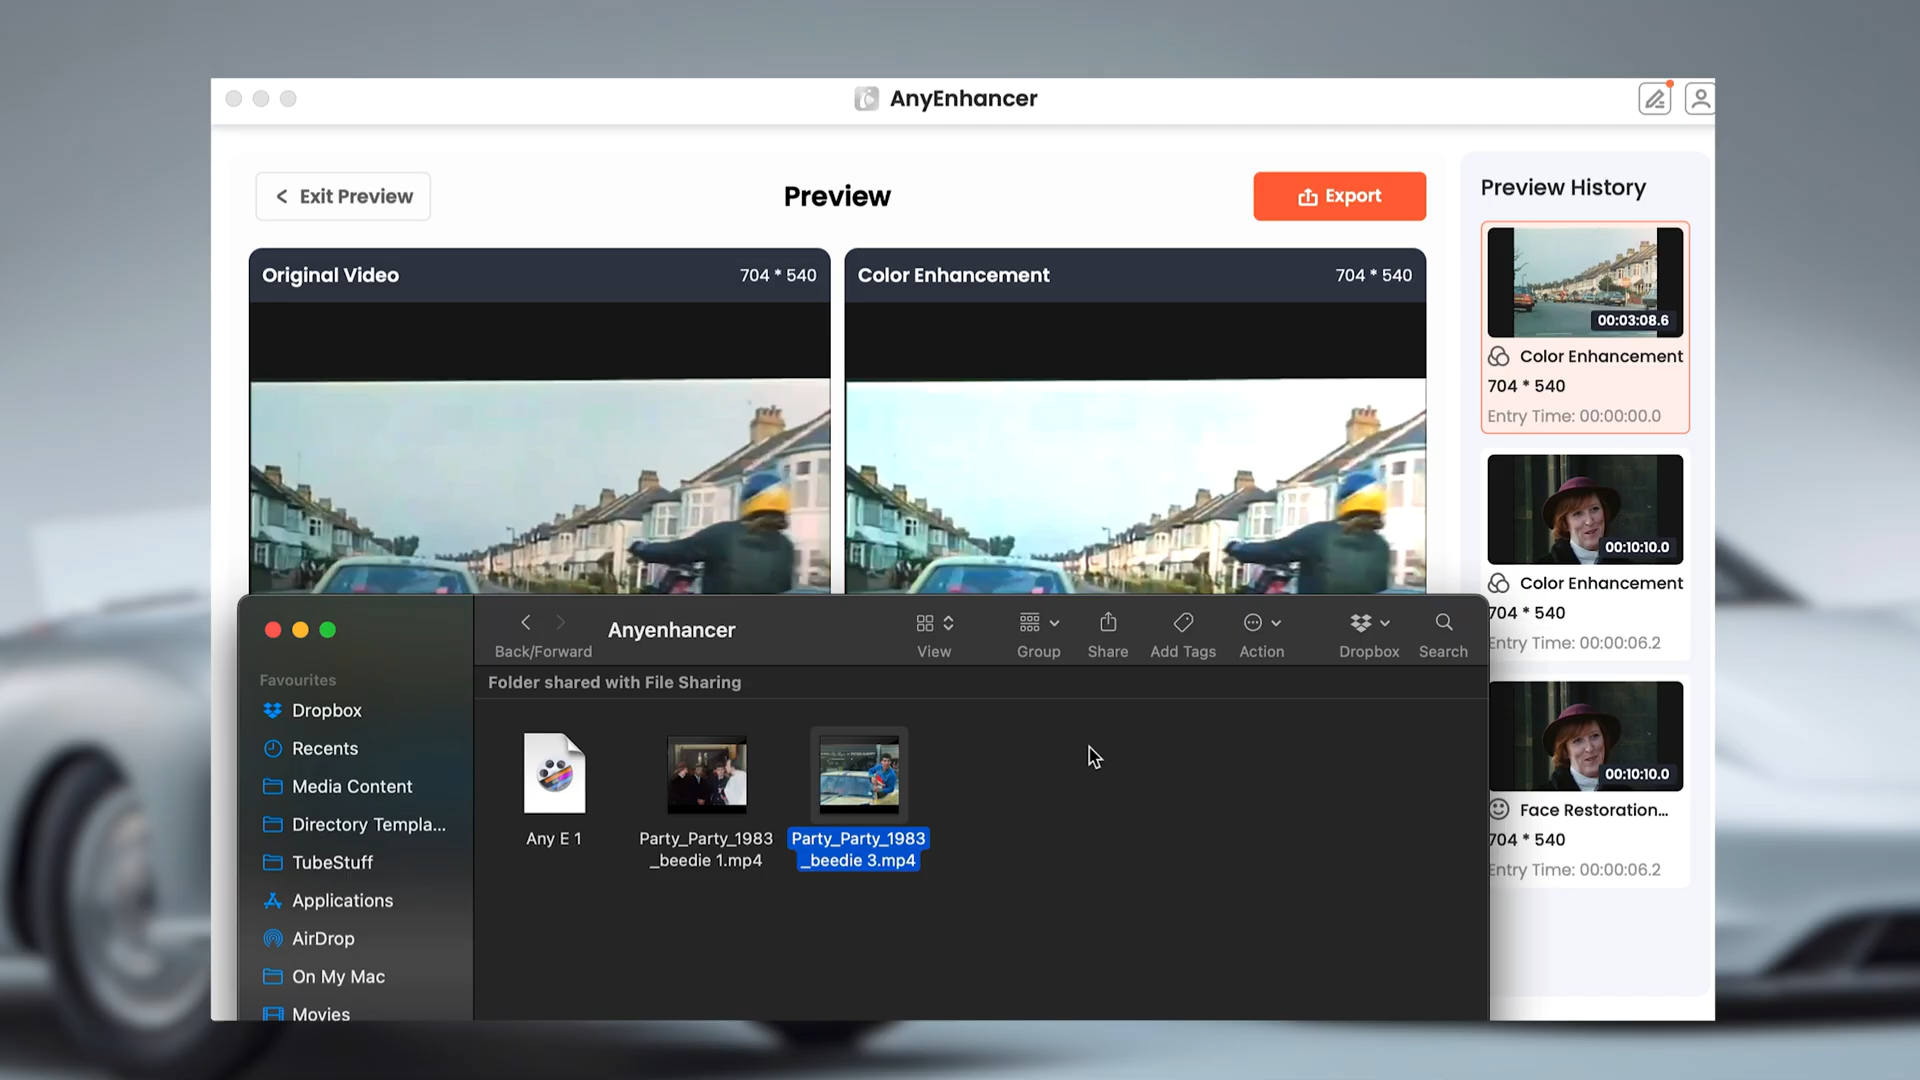 AnyEnhancer
Exit Preview
Preview
Export
Original Video
704 * 540
Color Enhancement
704 * 540
Preview History
00:03:08.6
Color Enhancement
704 * 540
Entry Time: 00:00:00.0
00:10:10.0
Color Enhancement
704 * 540
Entry Time: 00:00:06.2
00:10:10.0
Face Restoration...
704 * 540
Entry Time: 00:00:06.2
Anyenhancer
Back/Forward
View
Group
Share
Add Tags
Action
Dropbox
Search
Folder shared with File Sharing
Favourites
Dropbox
Recents
Media Content
Directory Templa...
TubeStuff
Applications
AirDrop
On My Mac
Movies
Any E 1
Party_Party_1983
_beedie 1.mp4
Party_Party_1983
_beedie 3.mp4